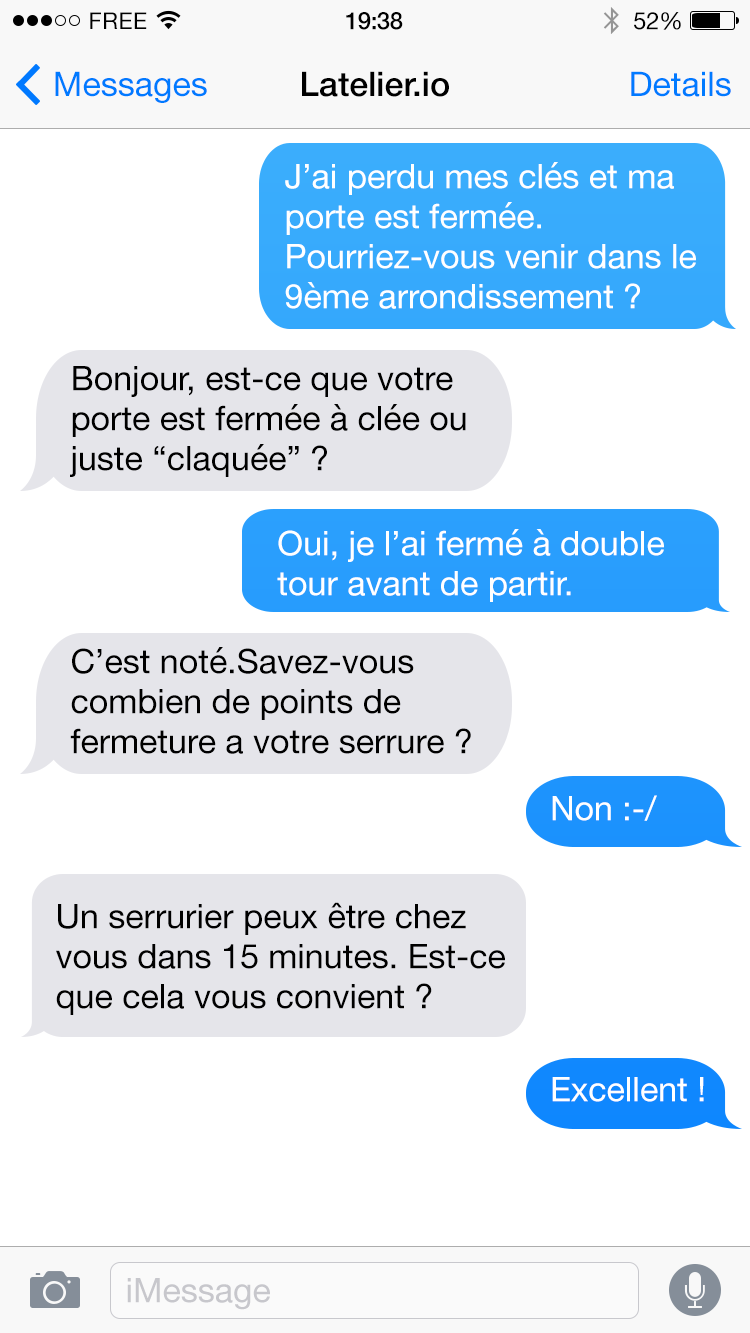 FREE 19:38 52%
Messages Latelier.io Details
J’ai perdu mes clés et ma
porte est fermée.
Pourriez-vous venir dans le
9ème arrondissement ?
Bonjour, est-ce que votre
porte est fermée à clée ou
juste “claquée” ?
Oui, je l’ai fermé à double
tour avant de partir.
C’est noté.Savez-vous
combien de points de
fermeture a votre serrure ?
Non :-/
Un serrurier peux être chez
vous dans 15 minutes. Est-ce
que cela vous convient ?
Excellent !
iMessage